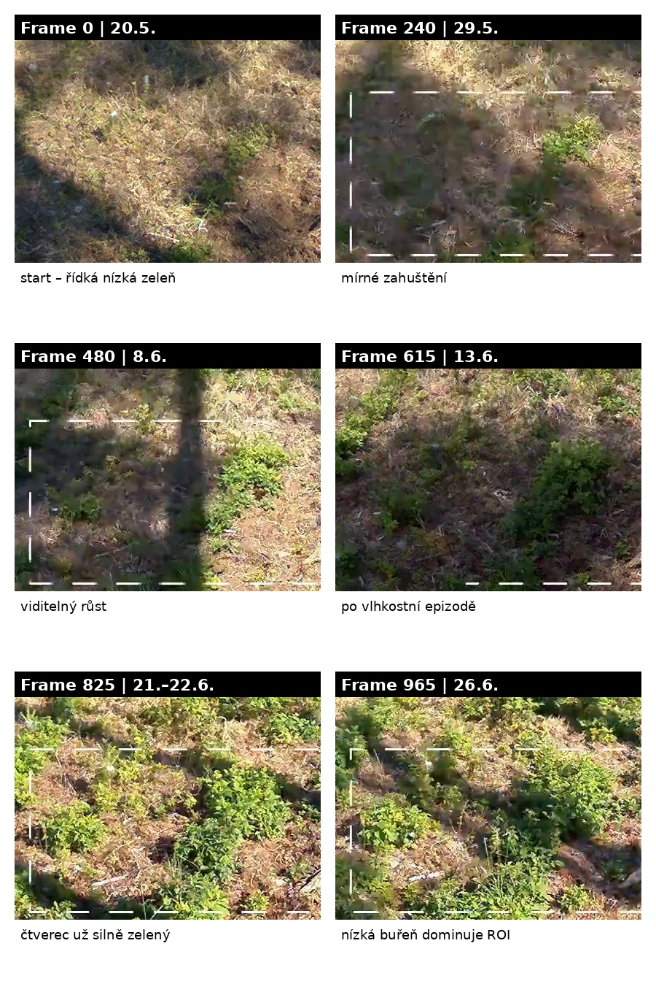 Frame 0 | 20.5.
Frame 240 | 29.5.
start – řídká nízká zeleň
mírné zahuštění
Frame 480 | 8.6.
Frame 615 | 13.6.
viditelný růst
po vlhkostní epizodě
Frame 825 | 21.–22.6.
Frame 965 | 26.6.
čtverec už silně zelený
nízká buřeň dominuje ROI